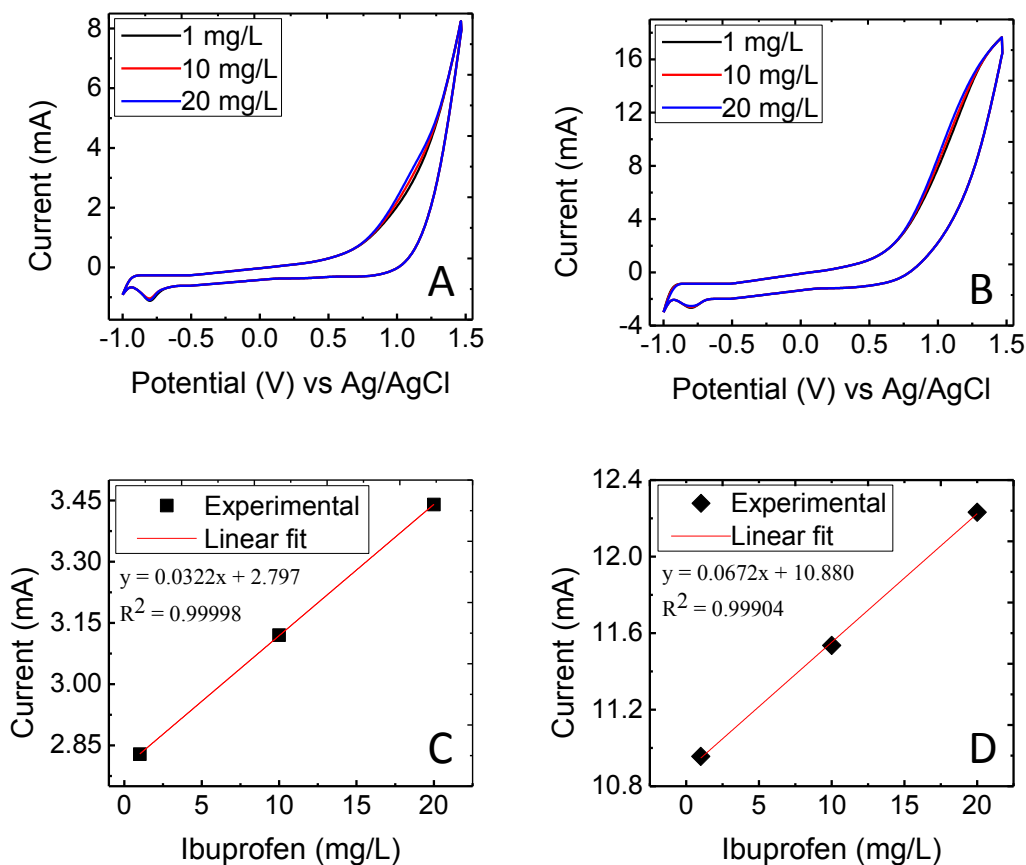 8
6
4
2
0
-1.0 -0.5 0.0 0.5 1.0 1.5
Current (mA)
Potential (V) vs Ag/AgCl
1 mg/L
10 mg/L
20 mg/L
A
16
12
8
4
0
-4
-1.0 -0.5 0.0 0.5 1.0 1.5
Current (mA)
Potential (V) vs Ag/AgCl
1 mg/L
10 mg/L
20 mg/L
B
3.45
3.30
3.15
3.00
2.85
0 5 10 15 20
Current (mA)
Ibuprofen (mg/L)
Experimental
Linear fit
y = 0.0322x + 2.797
R² = 0.99998
C
12.4
12.0
11.6
11.2
10.8
0 5 10 15 20
Current (mA)
Ibuprofen (mg/L)
Experimental
Linear fit
y = 0.0672x + 10.880
R² = 0.99904
D